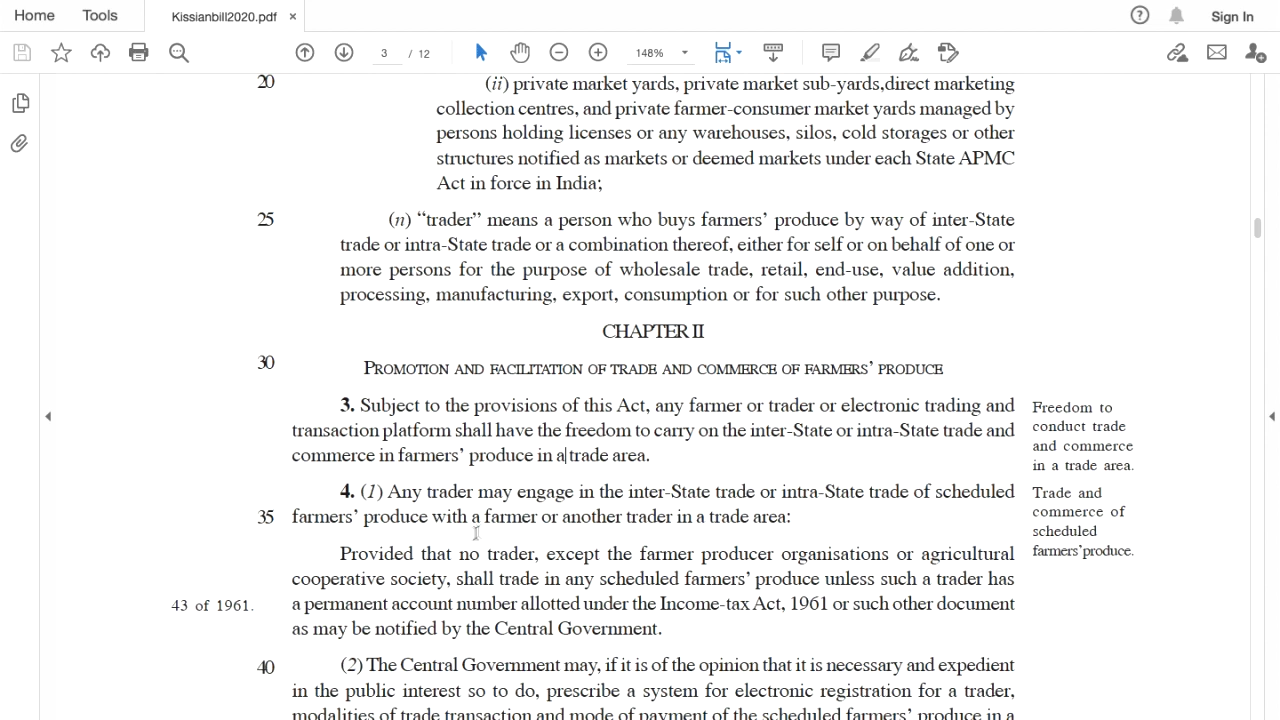 Home Tools Kissianbill2020.pdf × Sign In
3 / 12 148%
20 (ii) private market yards, private market sub-yards,direct marketing
collection centres, and private farmer-consumer market yards managed by
persons holding licenses or any warehouses, silos, cold storages or other
structures notified as markets or deemed markets under each State APMC
Act in force in India;
25 (n) “trader” means a person who buys farmers’ produce by way of inter-State
trade or intra-State trade or a combination thereof, either for self or on behalf of one or
more persons for the purpose of wholesale trade, retail, end-use, value addition,
processing, manufacturing, export, consumption or for such other purpose.
CHAPTER II
30 PROMOTION AND FACILITATION OF TRADE AND COMMERCE OF FARMERS’ PRODUCE
3. Subject to the provisions of this Act, any farmer or trader or electronic trading and
transaction platform shall have the freedom to carry on the inter-State or intra-State trade and
commerce in farmers’ produce in a trade area.
Freedom to
conduct trade
and commerce
in a trade area.
4. (1) Any trader may engage in the inter-State trade or intra-State trade of scheduled
35 farmers’ produce with a farmer or another trader in a trade area:
Trade and
commerce of
scheduled
farmers’produce.
Provided that no trader, except the farmer producer organisations or agricultural
cooperative society, shall trade in any scheduled farmers’ produce unless such a trader has
43 of 1961. a permanent account number allotted under the Income-tax Act, 1961 or such other document
as may be notified by the Central Government.
40 (2) The Central Government may, if it is of the opinion that it is necessary and expedient
in the public interest so to do, prescribe a system for electronic registration for a trader,
modalities of trade transaction and mode of payment of the scheduled farmers’ produce in a